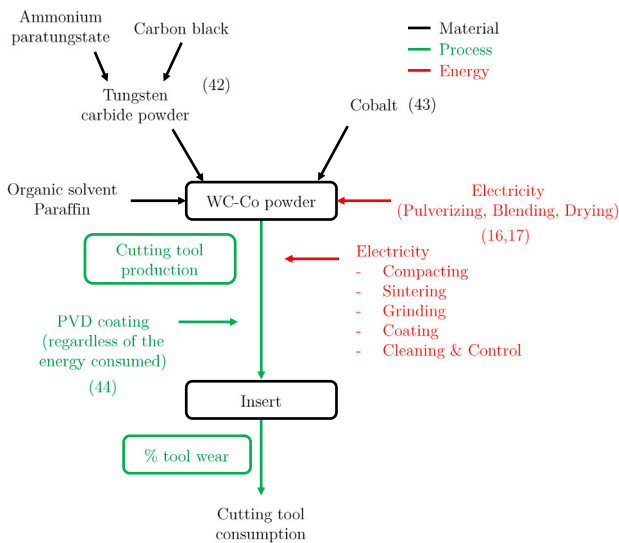 Ammonium
paratungstate
Carbon black
Material
Process
Energy
Tungsten
carbide powder
(42)
Cobalt (43)
Organic solvent
Paraffin
WC-Co powder
Electricity
(Pulverizing, Blending, Drying)
(16,17)
Cutting tool
production
Electricity
- Compacting
- Sintering
- Grinding
- Coating
- Cleaning & Control
PVD coating
(regardless of the
energy consumed)
(44)
Insert
% tool wear
Cutting tool
consumption